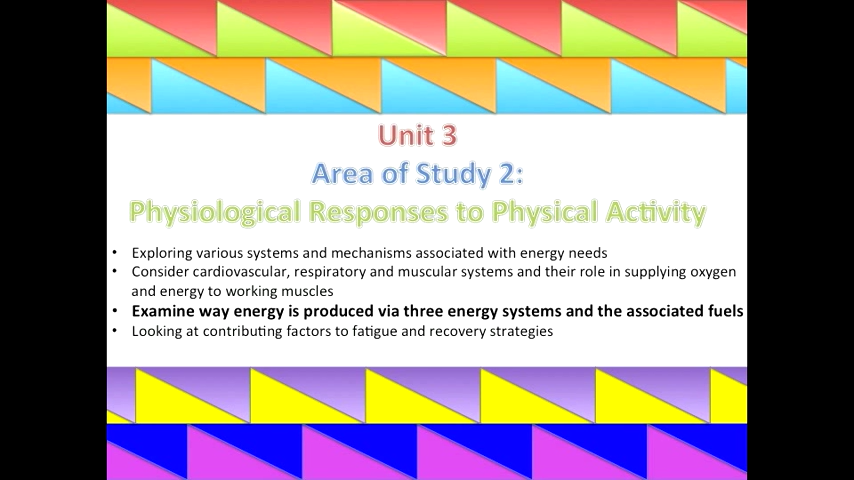 Unit 3
Area of Study 2:
Physiological Responses to Physical Activity
• Exploring various systems and mechanisms associated with energy needs
• Consider cardiovascular, respiratory and muscular systems and their role in supplying oxygen
and energy to working muscles
• Examine way energy is produced via three energy systems and the associated fuels
• Looking at contributing factors to fatigue and recovery strategies